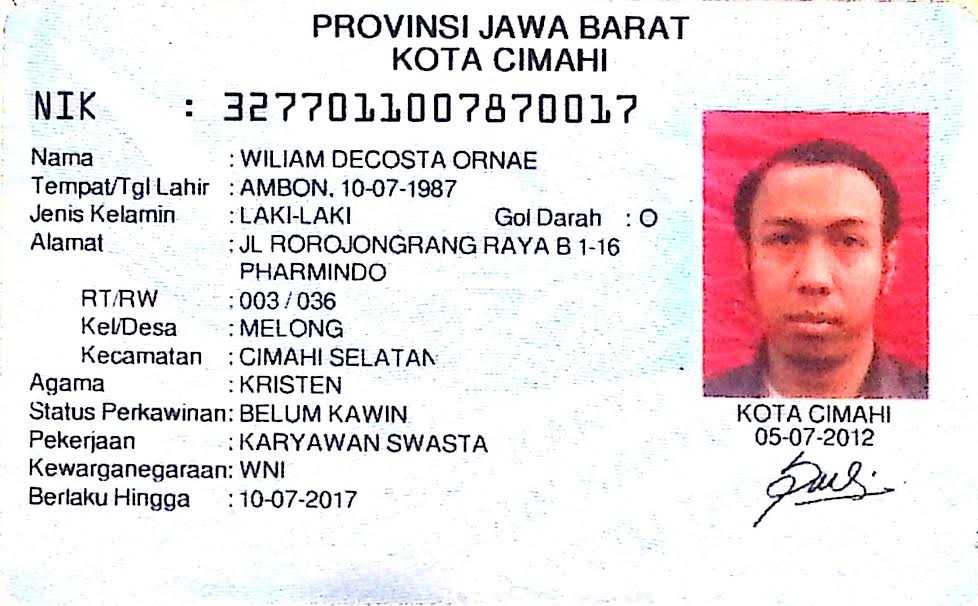 PROVINSI JAWA BARAT
KOTA CIMAHI
NIK : 3277011007870017
Nama : WILIAM DECOSTA ORNAE
Tempat/Tgl Lahir : AMBON, 10-07-1987
Jenis Kelamin : LAKI-LAKI Gol Darah : O
Alamat : JL ROROJONGRANG RAYA B 1-16
PHARMINDO
RT/RW : 003 / 036
Kel/Desa : MELONG
Kecamatan : CIMAHI SELATAN
Agama : KRISTEN
Status Perkawinan: BELUM KAWIN
Pekerjaan : KARYAWAN SWASTA
Kewarganegaraan: WNI
Berlaku Hingga : 10-07-2017
KOTA CIMAHI
05-07-2012